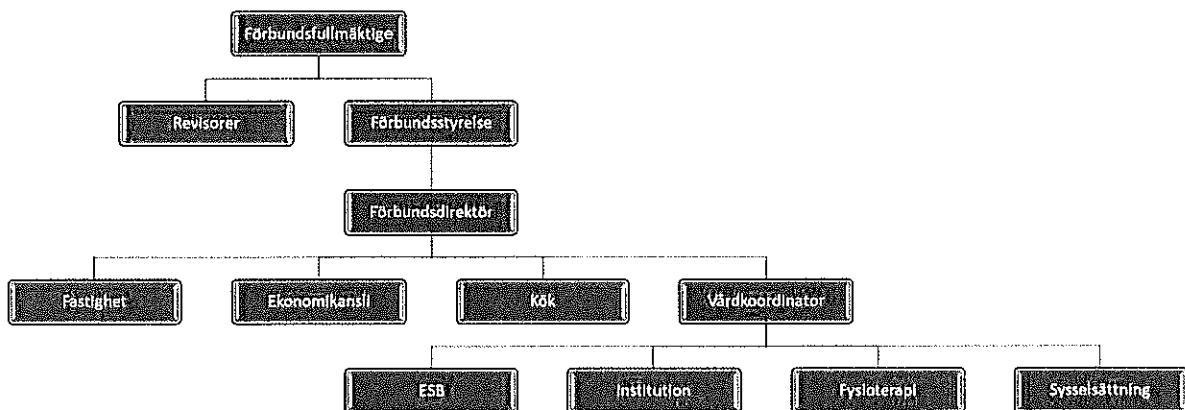 Förbundsfullmäktige
Revisorer
Förbundsstyrelse
Förbundsdirektör
Fastighet
Ekonomikansli
Kök
Vårdkoordinator
ESB
Institution
Fysioterapi
Sysselsättning